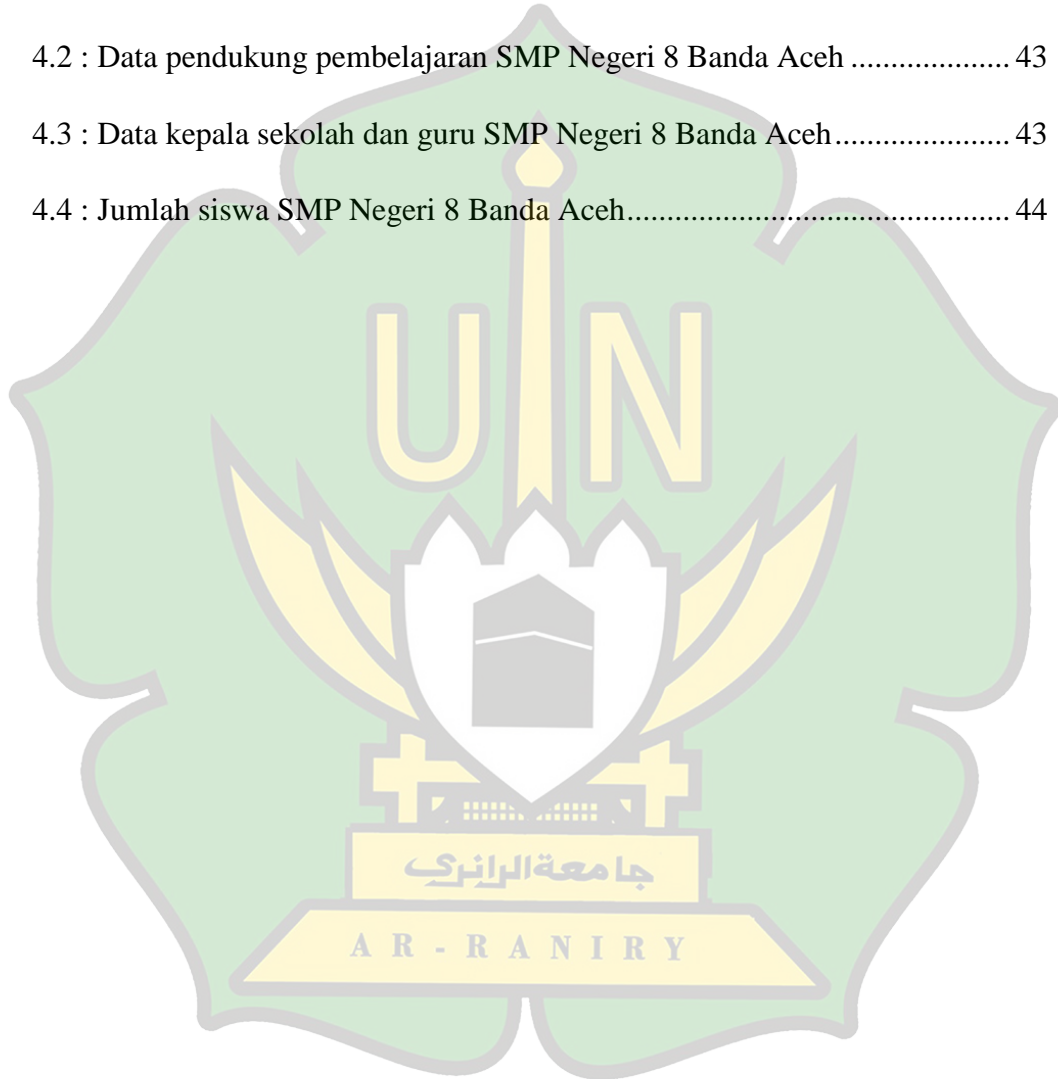 4.2 : Data pendukung pembelajaran SMP Negeri 8 Banda Aceh ................... 43
4.3 : Data kepala sekolah dan guru SMP Negeri 8 Banda Aceh ..................... 43
4.4 : Jumlah siswa SMP Negeri 8 Banda Aceh .............................................. 44
UIN
جامعة الرانري
AR - RANIRY